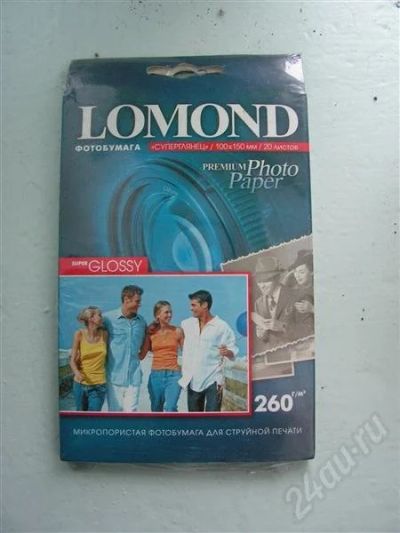 LOMOND
ФОТОБУМАГА «СУПЕРГЛЯНЕЦ» / 100x150 мм / 20 листов
PREMIUM Photo
Paper
SUPER GLOSSY
260 г/м²
МИКРОПОРИСТАЯ ФОТОБУМАГА ДЛЯ СТРУЙНОЙ ПЕЧАТИ
24au.ru